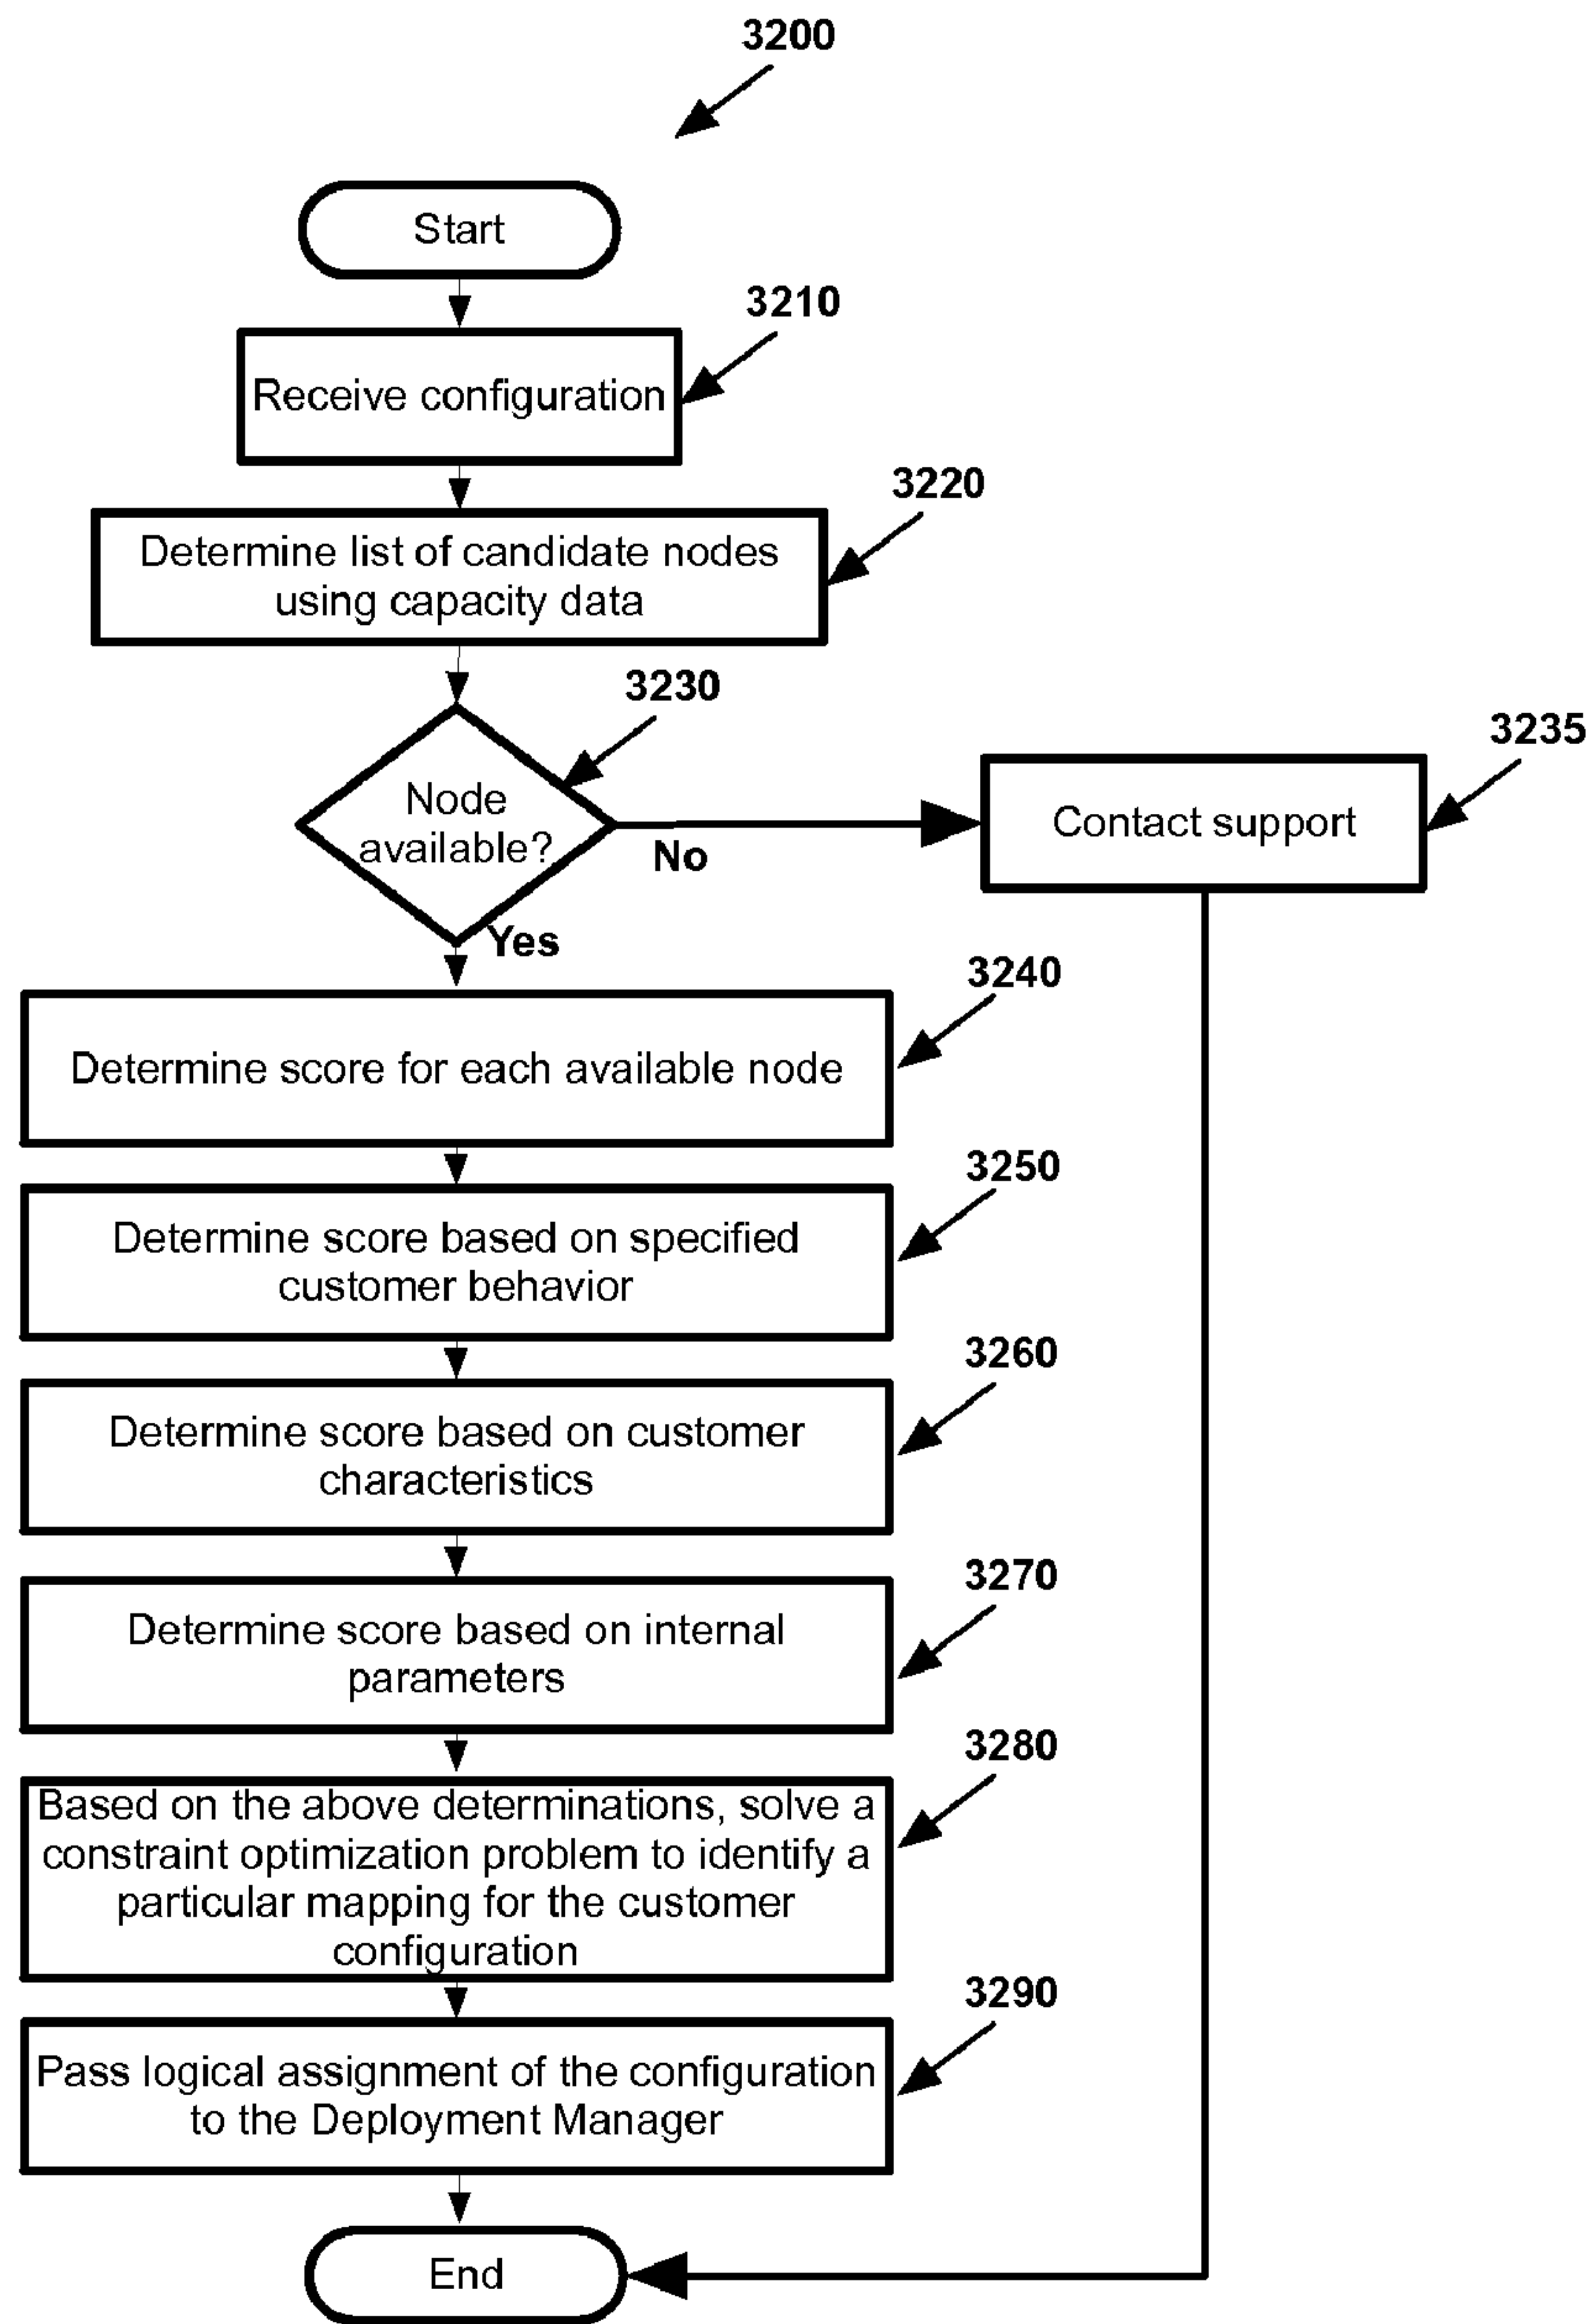 3200
Start
3210
Receive configuration
3220
Determine list of candidate nodes
using capacity data
3230
Node
available?
No
3235
Contact support
Yes
3240
Determine score for each available node
3250
Determine score based on specified
customer behavior
3260
Determine score based on customer
characteristics
3270
Determine score based on internal
parameters
3280
Based on the above determinations, solve a
constraint optimization problem to identify a
particular mapping for the customer
configuration
3290
Pass logical assignment of the configuration
to the Deployment Manager
End